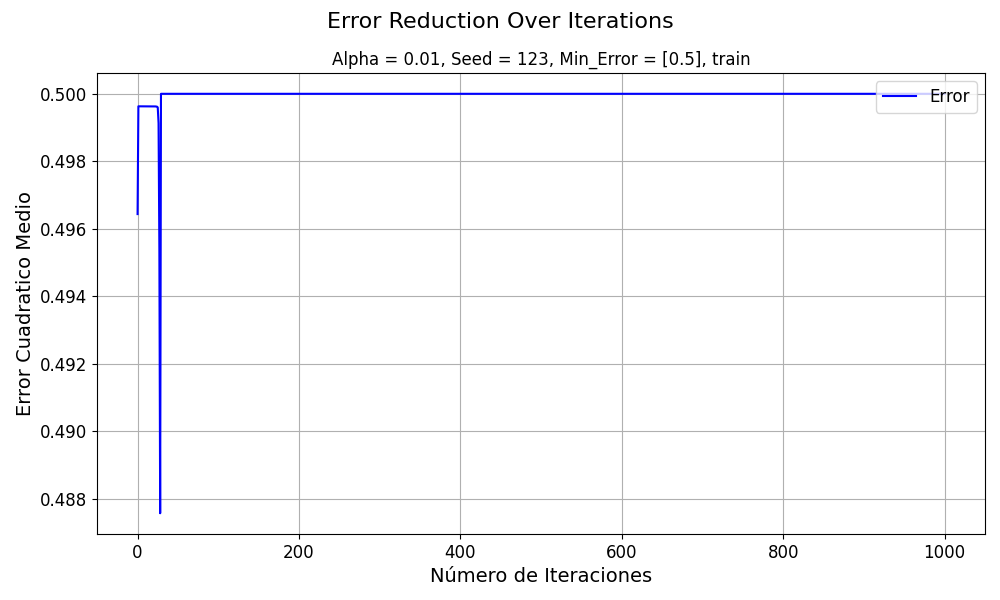 Error Reduction Over Iterations
Alpha = 0.01, Seed = 123, Min_Error = [0.5], train
Error
0.500
0.498
0.496
0.494
0.492
0.490
0.488
Error Cuadratico Medio
0 200 400 600 800 1000
Número de Iteraciones